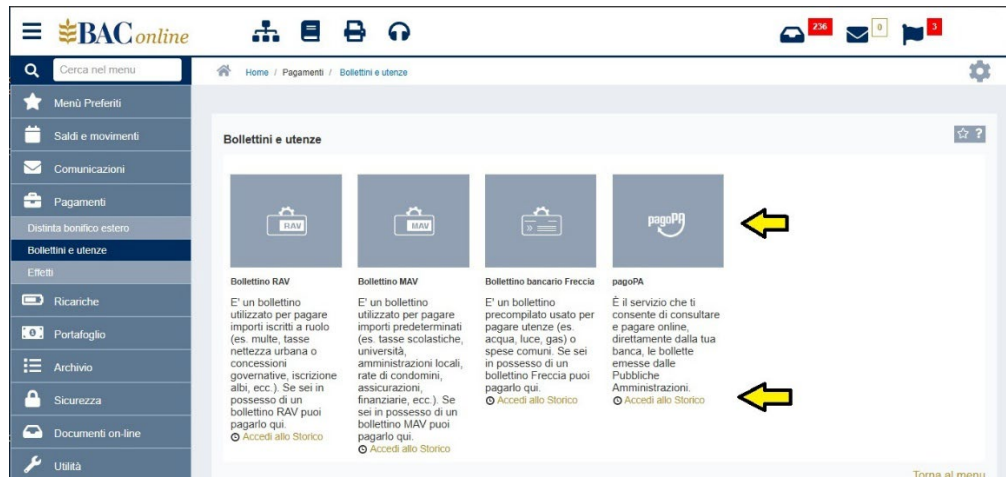 BAC online
236
0
3
Cerca nel menu
Home / Pagamenti / Bollettini e utenze
Menù Preferiti
Saldi e movimenti
Comunicazioni
Pagamenti
Distinta bonifico estero
Bollettini e utenze
Effetti
Ricariche
Portafoglio
Archivio
Sicurezza
Documenti on-line
Utilità
Bollettini e utenze
?
RAV
Bollettino RAV
E' un bollettino
utilizzato per pagare
importi iscritti a ruolo
(es. multe, tasse
nettezza urbana o
concessioni
governative, iscrizione
albi, ecc.). Se sei in
possesso di un
bollettino RAV puoi
pagarlo qui.
Accedi allo Storico
MAV
Bollettino MAV
E' un bollettino
utilizzato per pagare
importi predeterminati
(es. tasse scolastiche,
università,
amministrazioni locali,
rate di condomini,
assicurazioni,
finanziarie, ecc.). Se
sei in possesso di un
bollettino MAV puoi
pagarlo qui.
Accedi allo Storico
Bollettino bancario Freccia
E' un bollettino
precompilato usato per
pagare utenze (es.
acqua, luce, gas) o
spese comuni. Se sei
in possesso di un
bollettino Freccia puoi
pagarlo qui.
Accedi allo Storico
pagoPA
pagoPA
È il servizio che ti
consente di consultare
e pagare online,
direttamente dalla tua
banca, le bollette
emesse dalle
Pubbliche
Amministrazioni.
Accedi allo Storico
Torna al menu